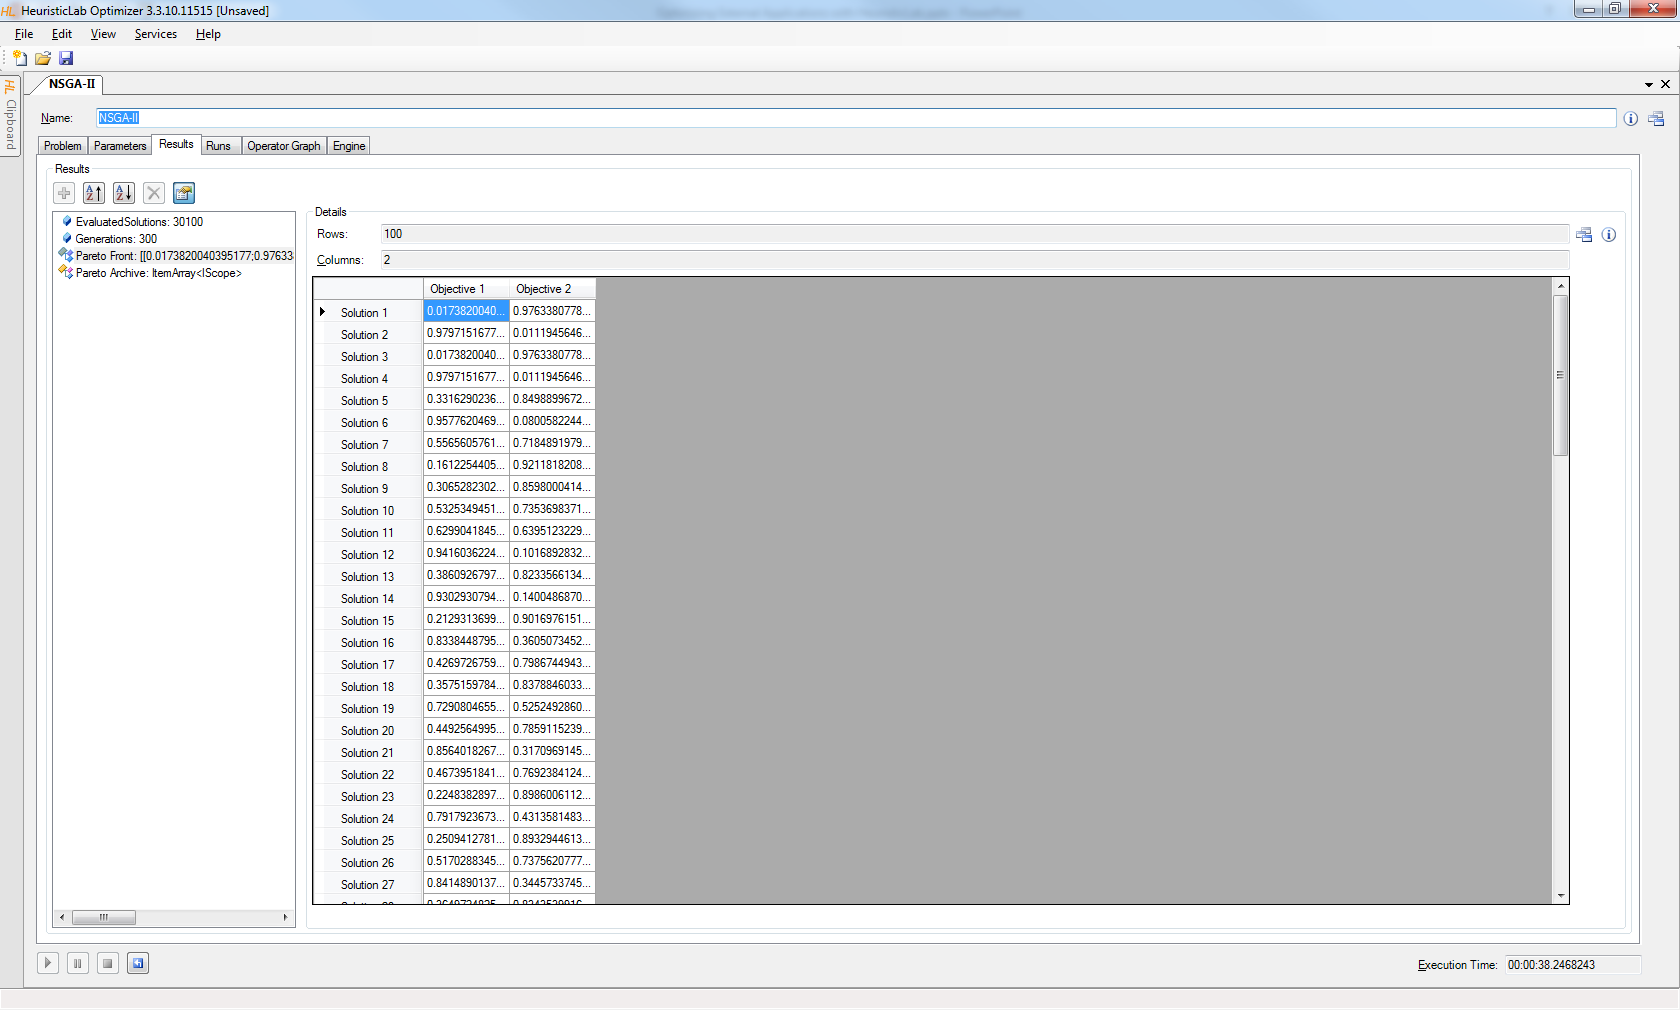 HL HeuristicLab Optimizer 3.3.10.11515 [Unsaved]
File Edit View Services Help
HL Clipboard
NSGA-II
Name: NSGA-II
Problem Parameters Results Runs Operator Graph Engine
Results
EvaluatedSolutions: 30100
Generations: 300
Pareto Front: [[0.0173820040395177;0.97633
Pareto Archive: ItemArray<IScope>
Details
Rows: 100
Columns: 2
Objective 1 Objective 2
Solution 1 0.0173820040... 0.9763380778...
Solution 2 0.9797151677... 0.0111945646...
Solution 3 0.0173820040... 0.9763380778...
Solution 4 0.9797151677... 0.0111945646...
Solution 5 0.3316290236... 0.8498899672...
Solution 6 0.9577620469... 0.0800582244...
Solution 7 0.5565605761... 0.7184891979...
Solution 8 0.1612254405... 0.9211818208...
Solution 9 0.3065282302... 0.8598000414...
Solution 10 0.5325349451... 0.7353698371...
Solution 11 0.6299041845... 0.6395123229...
Solution 12 0.9416036224... 0.1016892832...
Solution 13 0.3860926797... 0.8233566134...
Solution 14 0.9302930794... 0.1400486870...
Solution 15 0.2129313699... 0.9016976151...
Solution 16 0.8338448795... 0.3605073452...
Solution 17 0.4269726759... 0.7986744943...
Solution 18 0.3575159784... 0.8378846033...
Solution 19 0.7290804655... 0.5252492860...
Solution 20 0.4492564995... 0.7859115239...
Solution 21 0.8564018267... 0.3170969145...
Solution 22 0.4673951841... 0.7692384124...
Solution 23 0.2248382897... 0.8986006112...
Solution 24 0.7917923673... 0.4313581483...
Solution 25 0.2509412781... 0.8932944613...
Solution 26 0.5170288345... 0.7375620777...
Solution 27 0.8414890137... 0.3445733745...
Execution Time: 00:00:38.2468243